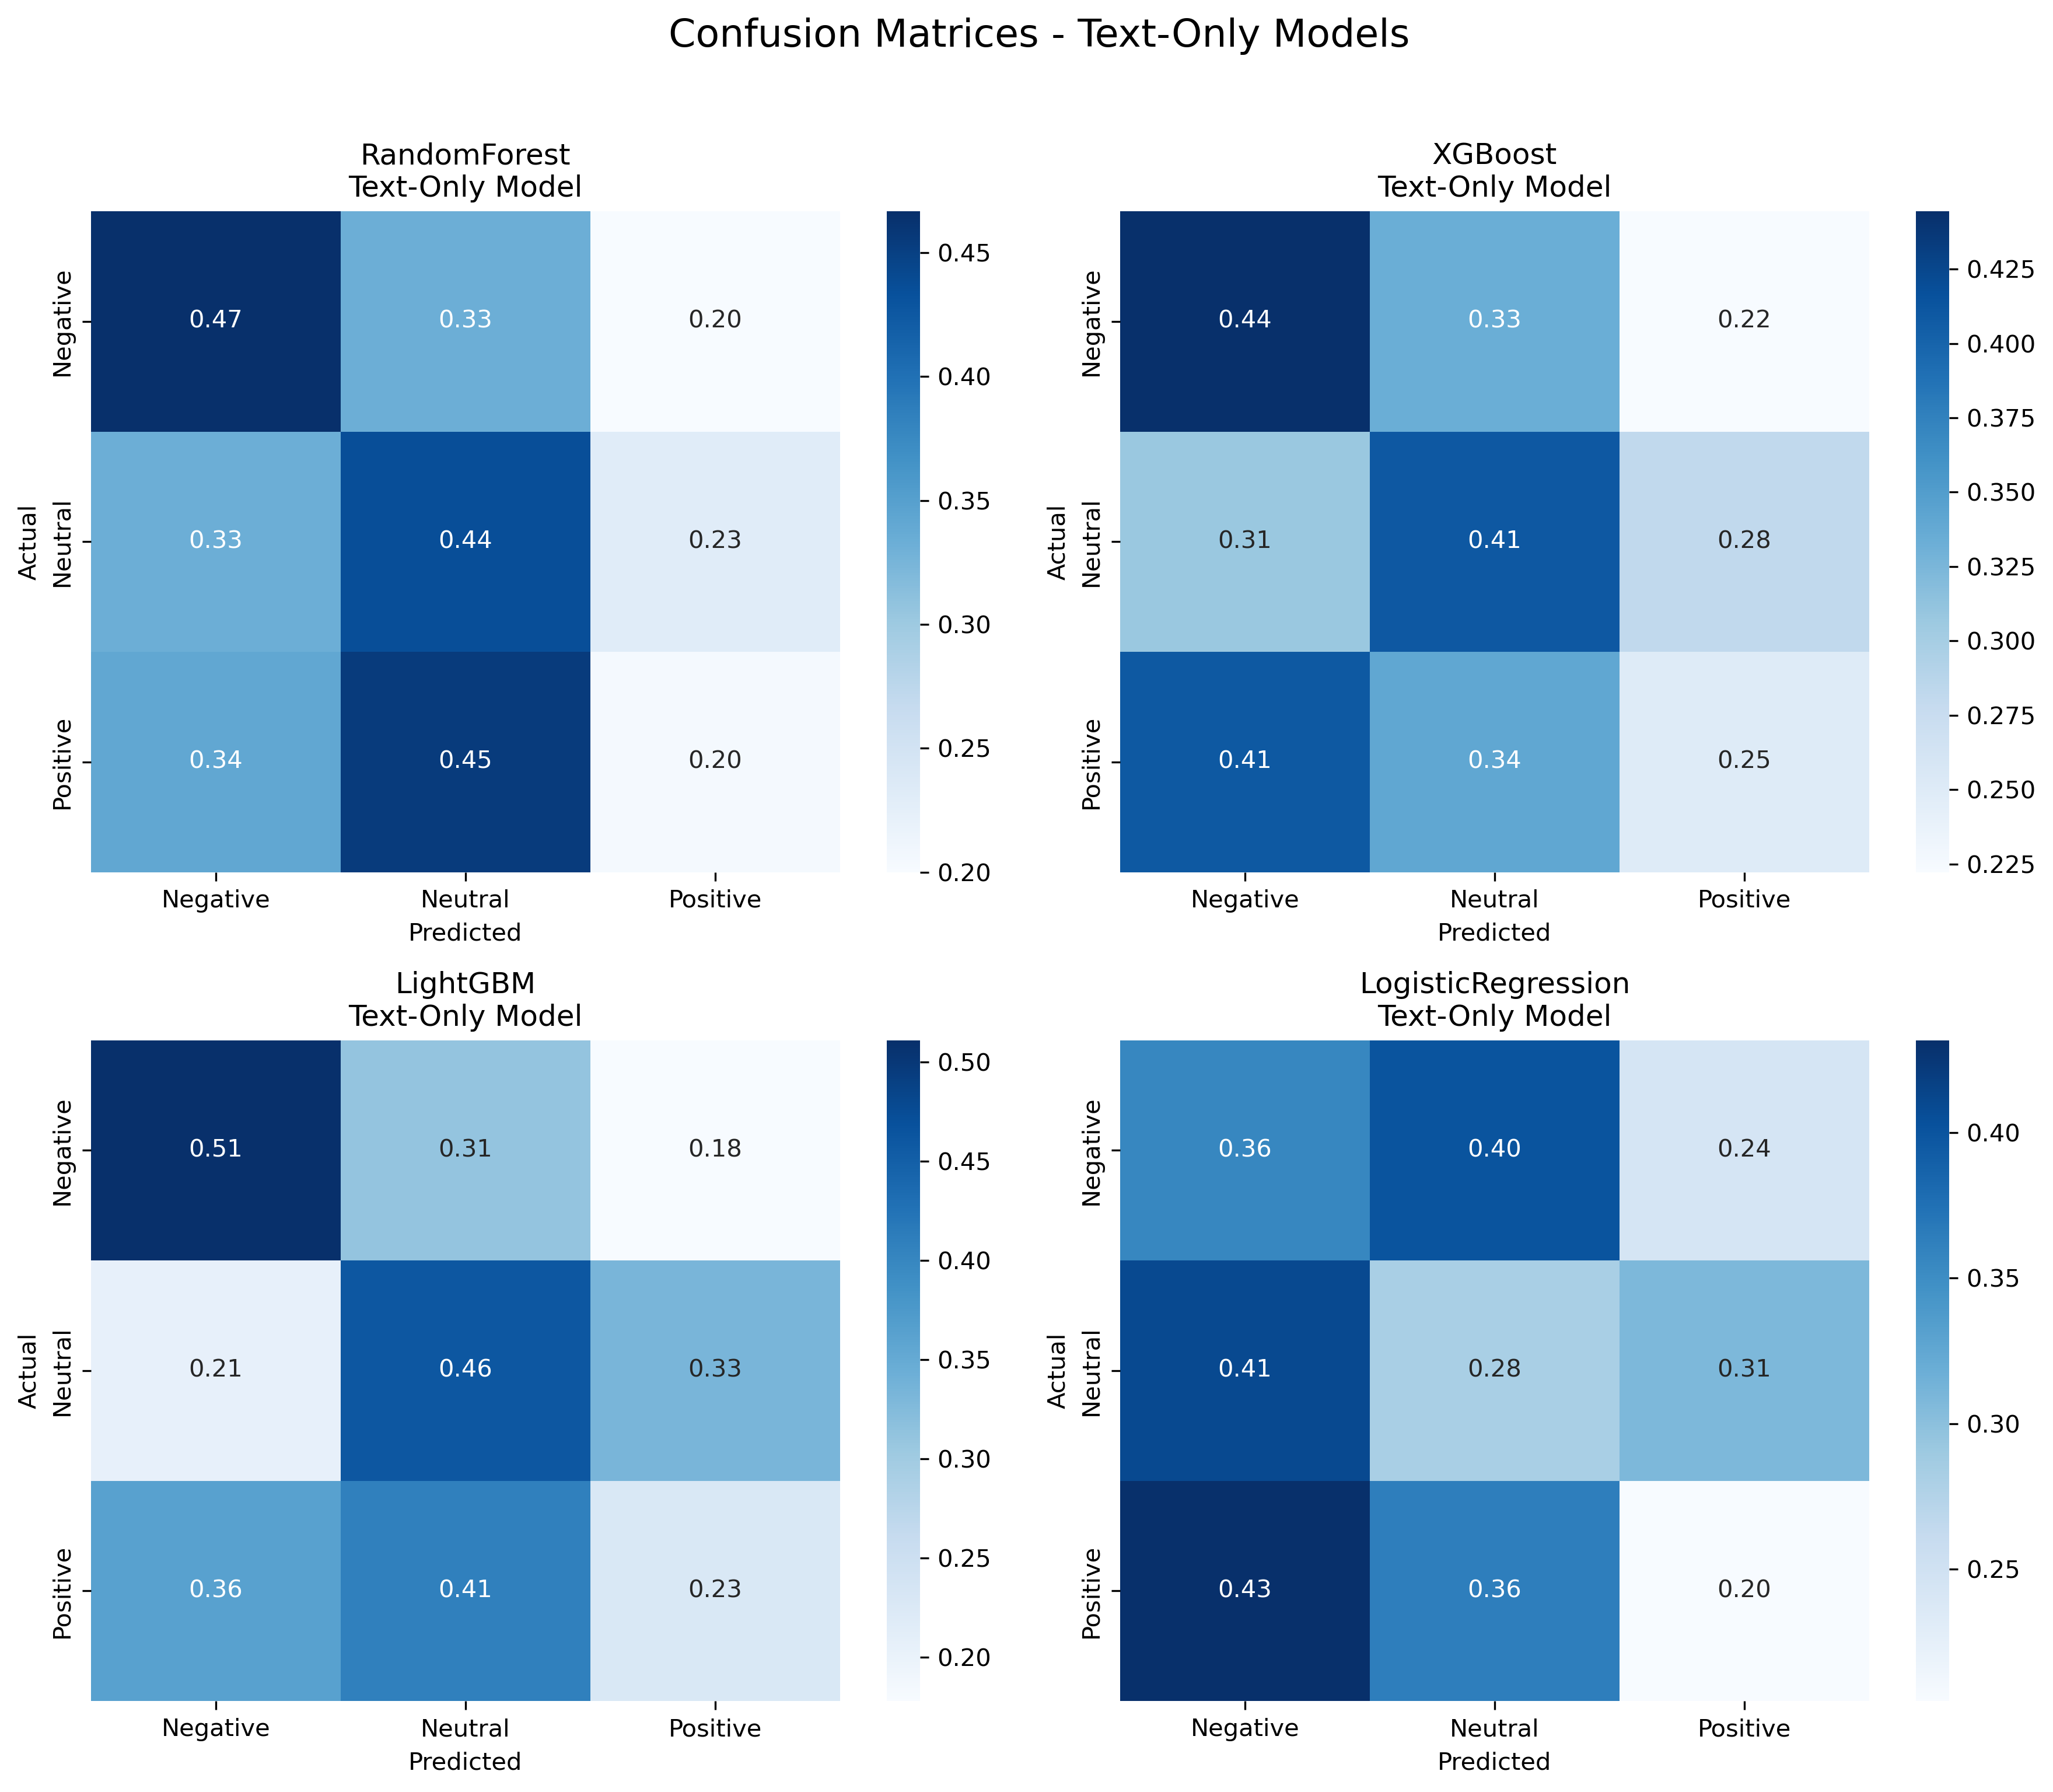 Confusion Matrices - Text-Only Models
RandomForest
Text-Only Model
Actual
Negative
Neutral
Positive
0.47 0.33 0.20
0.33 0.44 0.23
0.34 0.45 0.20
Negative Neutral Positive
Predicted
0.45
0.40
0.35
0.30
0.25
0.20
XGBoost
Text-Only Model
Actual
Negative
Neutral
Positive
0.44 0.33 0.22
0.31 0.41 0.28
0.41 0.34 0.25
Negative Neutral Positive
Predicted
0.425
0.400
0.375
0.350
0.325
0.300
0.275
0.250
0.225
LightGBM
Text-Only Model
Actual
Negative
Neutral
Positive
0.51 0.31 0.18
0.21 0.46 0.33
0.36 0.41 0.23
Negative Neutral Positive
Predicted
0.50
0.45
0.40
0.35
0.30
0.25
0.20
LogisticRegression
Text-Only Model
Actual
Negative
Neutral
Positive
0.36 0.40 0.24
0.41 0.28 0.31
0.43 0.36 0.20
Negative Neutral Positive
Predicted
0.40
0.35
0.30
0.25